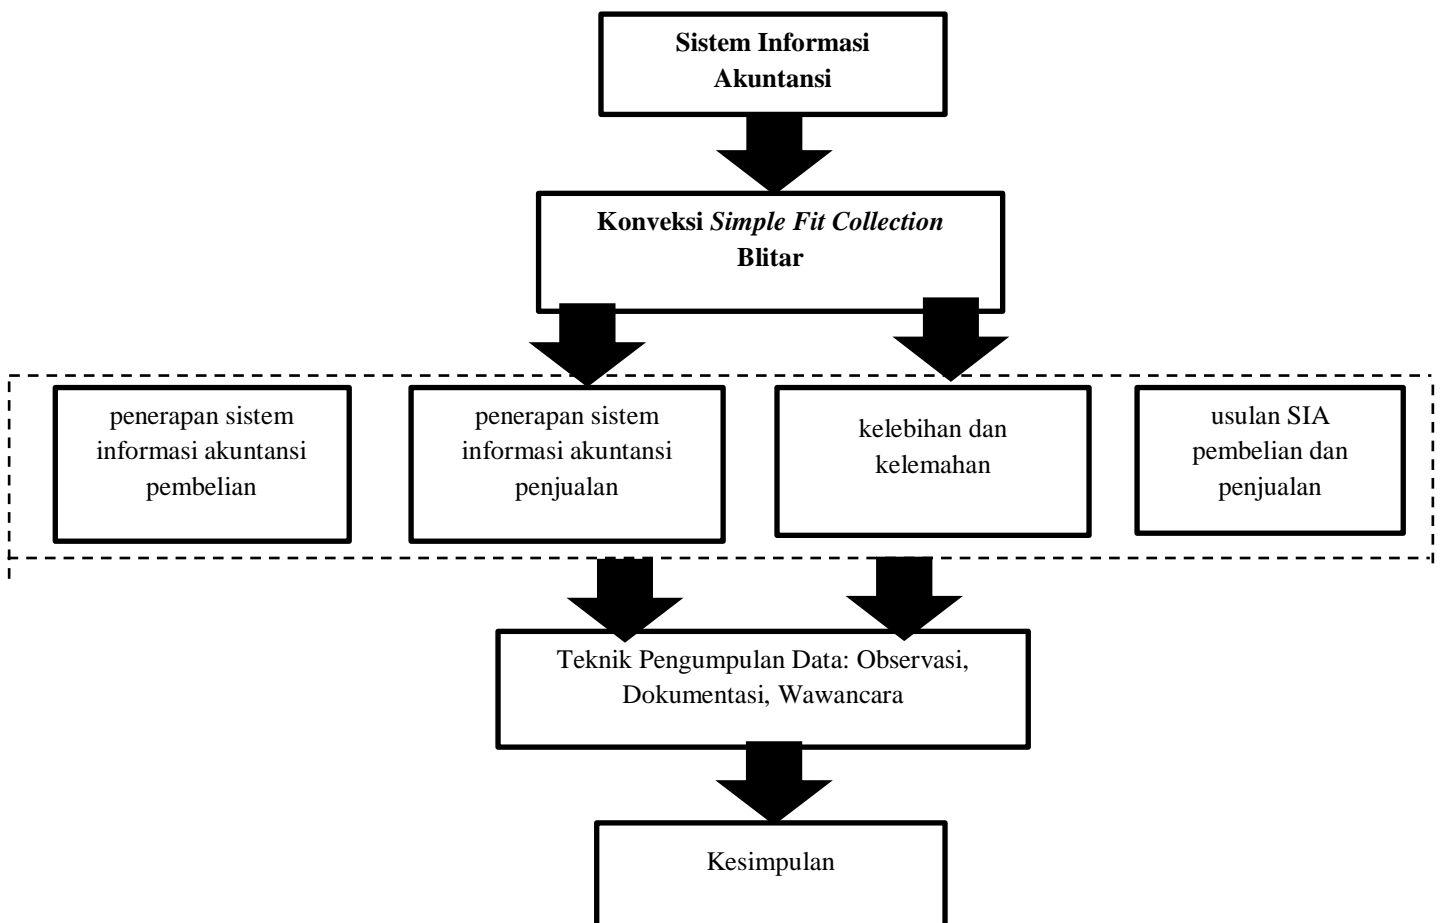 Sistem Informasi
Akuntansi
Konveksi Simple Fit Collection
Blitar
penerapan sistem
informasi akuntansi
pembelian
penerapan sistem
informasi akuntansi
penjualan
kelebihan dan
kelemahan
usulan SIA
pembelian dan
penjualan
Teknik Pengumpulan Data: Observasi,
Dokumentasi, Wawancara
Kesimpulan